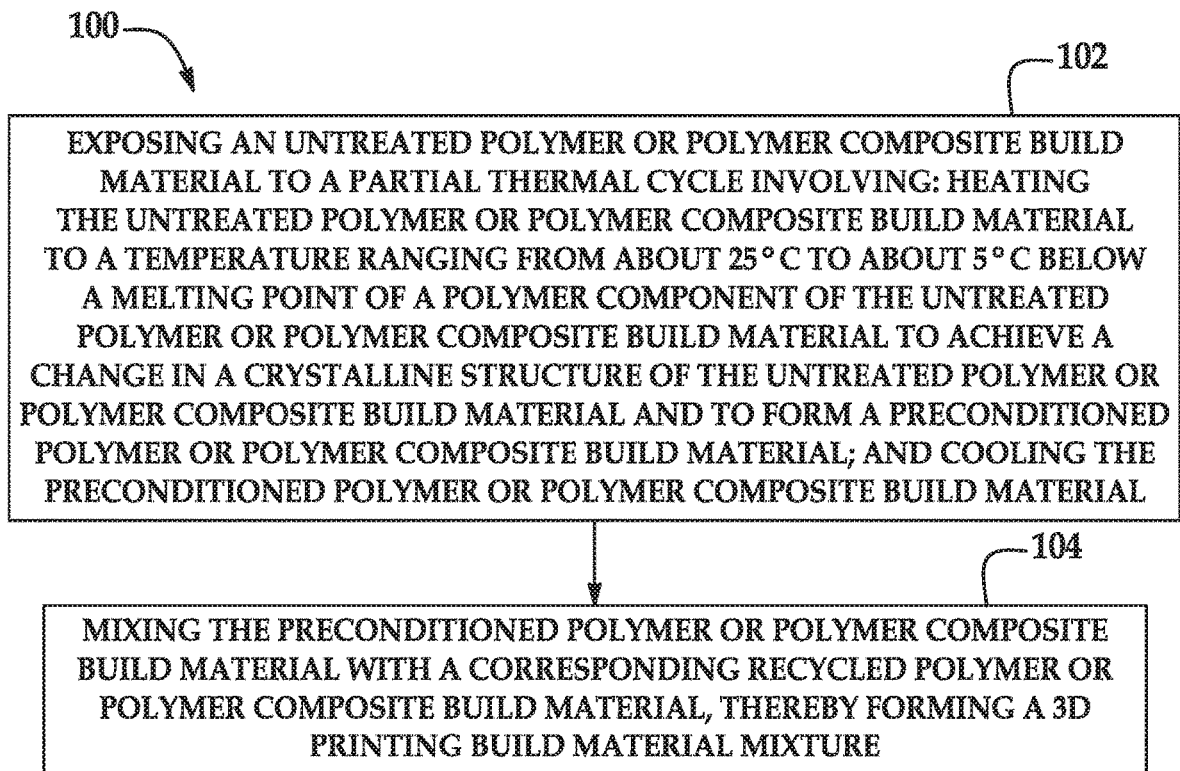 100
102
EXPOSING AN UNTREATED POLYMER OR POLYMER COMPOSITE BUILD
MATERIAL TO A PARTIAL THERMAL CYCLE INVOLVING: HEATING
THE UNTREATED POLYMER OR POLYMER COMPOSITE BUILD MATERIAL
TO A TEMPERATURE RANGING FROM ABOUT 25° C TO ABOUT 5° C BELOW
A MELTING POINT OF A POLYMER COMPONENT OF THE UNTREATED
POLYMER OR POLYMER COMPOSITE BUILD MATERIAL TO ACHIEVE A
CHANGE IN A CRYSTALLINE STRUCTURE OF THE UNTREATED POLYMER OR
POLYMER COMPOSITE BUILD MATERIAL AND TO FORM A PRECONDITIONED
POLYMER OR POLYMER COMPOSITE BUILD MATERIAL; AND COOLING THE
PRECONDITIONED POLYMER OR POLYMER COMPOSITE BUILD MATERIAL
104
MIXING THE PRECONDITIONED POLYMER OR POLYMER COMPOSITE
BUILD MATERIAL WITH A CORRESPONDING RECYCLED POLYMER OR
POLYMER COMPOSITE BUILD MATERIAL, THEREBY FORMING A 3D
PRINTING BUILD MATERIAL MIXTURE